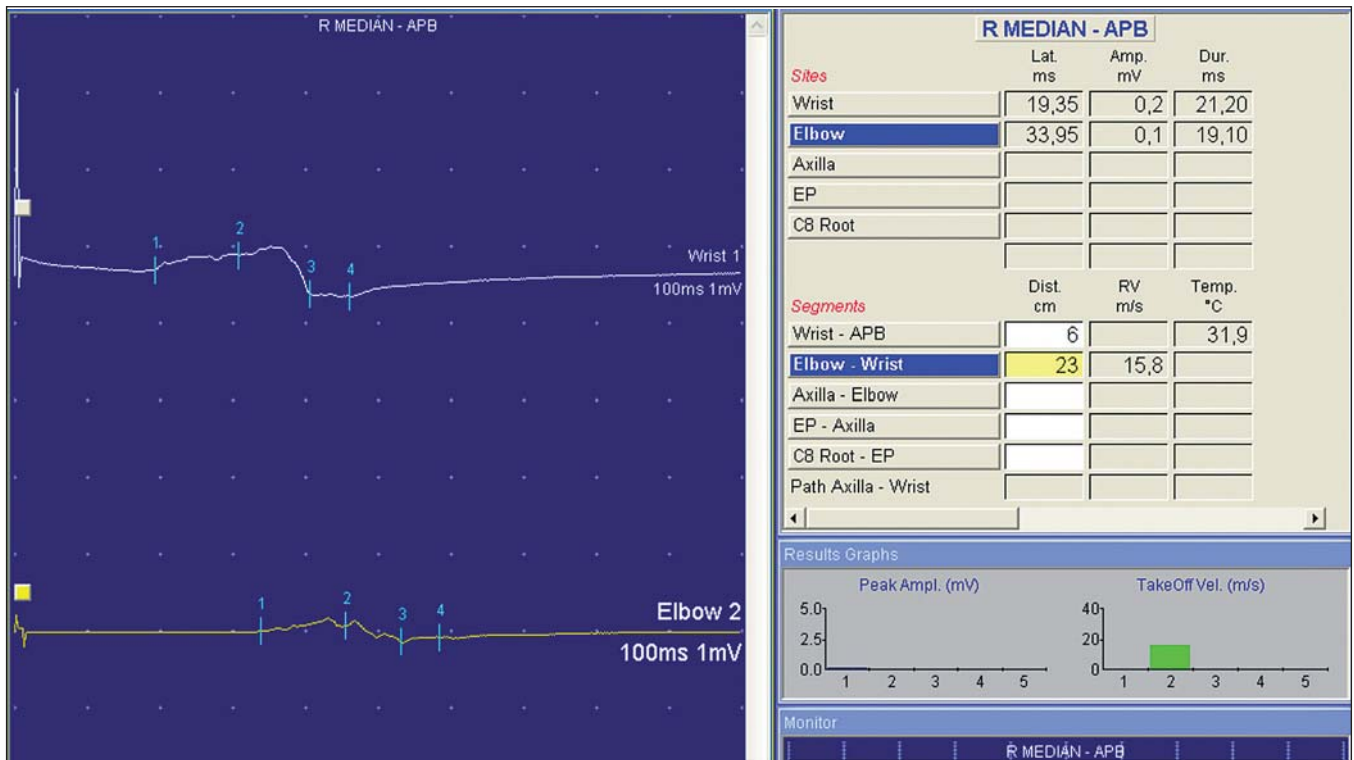 R MEDIAN - APB
1
2
3
4
Wrist 1
100ms 1mV
1
2
3
4
Elbow 2
100ms 1mV
R MEDIAN - APB
Sites Lat. ms Amp. mV Dur. ms
Wrist 19,35 0,2 21,20
Elbow 33,95 0,1 19,10
Axilla
EP
C8 Root
Segments Dist. cm RV m/s Temp. °C
Wrist - APB 6 31,9
Elbow - Wrist 23 15,8
Axilla - Elbow
EP - Axilla
C8 Root - EP
Path Axilla - Wrist
Results Graphs
Peak Ampl. (mV)
5.0
2.5
0.0
1 2 3 4 5
TakeOff Vel. (m/s)
40
20
0
1 2 3 4 5
Monitor
R MEDIAN - APB